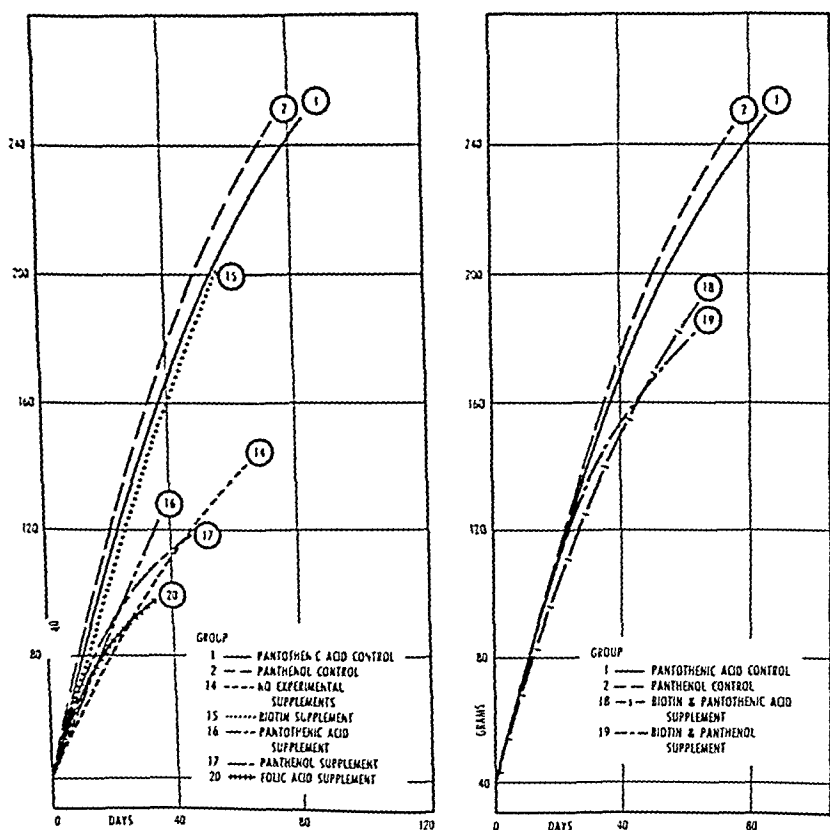 2
1
240
200
15
160
14
16
120
17
20
80
40
GROUP
1 — PANTOTHENIC ACID CONTROL
2 — PANTHENOL CONTROL
14 NO EXPERIMENTAL
SUPPLEMENTS
15 BIOTIN SUPPLEMENT
16 PANTOTHENIC ACID
SUPPLEMENT
17 PANTHENOL SUPPLEMENT
20 FOLIC ACID SUPPLEMENT
0 DAYS 40 80 120
2
1
240
200
18
19
160
120
80
GROUP
1 — PANTOTHENIC ACID CONTROL
2 — PANTHENOL CONTROL
18 BIOTIN & PANTOTHENIC ACID
SUPPLEMENT
19 BIOTIN & PANTHENOL
SUPPLEMENT
GRAMS
40
0 DAYS 40 80